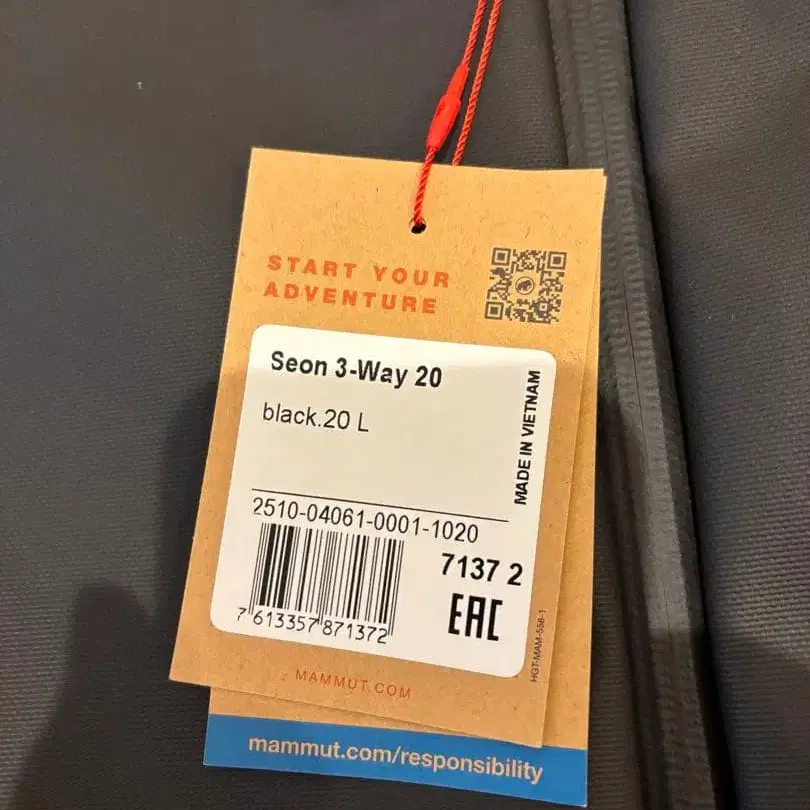 START YOUR
ADVENTURE
Seon 3-Way 20
black.20 L
MADE IN VIETNAM
2510-04061-0001-1020
7137 2
7 613357 871372
EAC
HGT-MAM-558-1
MAMMUT.COM
mammut.com/responsibility